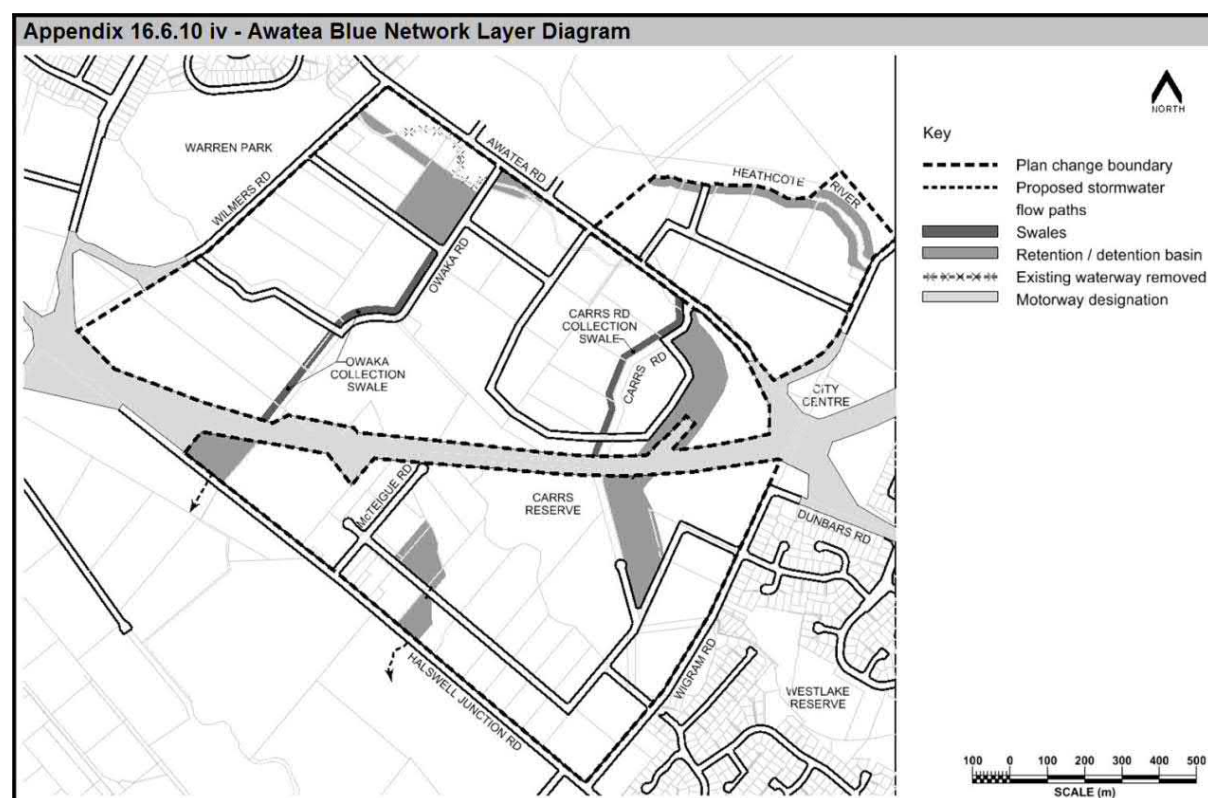 Appendix 16.6.10 iv - Awatea Blue Network Layer Diagram
NORTH
Key
Plan change boundary
Proposed stormwater
flow paths
Swales
Retention / detention basin
Existing waterway removed
Motorway designation
WARREN PARK
WILMERS RD
AWATEA RD
HEATHCOTE
RIVER
OWAKA RD
CARRS RD
COLLECTION
SWALE
CARRS RD
OWAKA
COLLECTION
SWALE
CITY
CENTRE
McTEIGUE RD
CARRS
RESERVE
DUNBARS RD
HALSWELL JUNCTION RD
WIGRAM RD
WESTLAKE
RESERVE
100 0 100 200 300 400 500
SCALE (m)